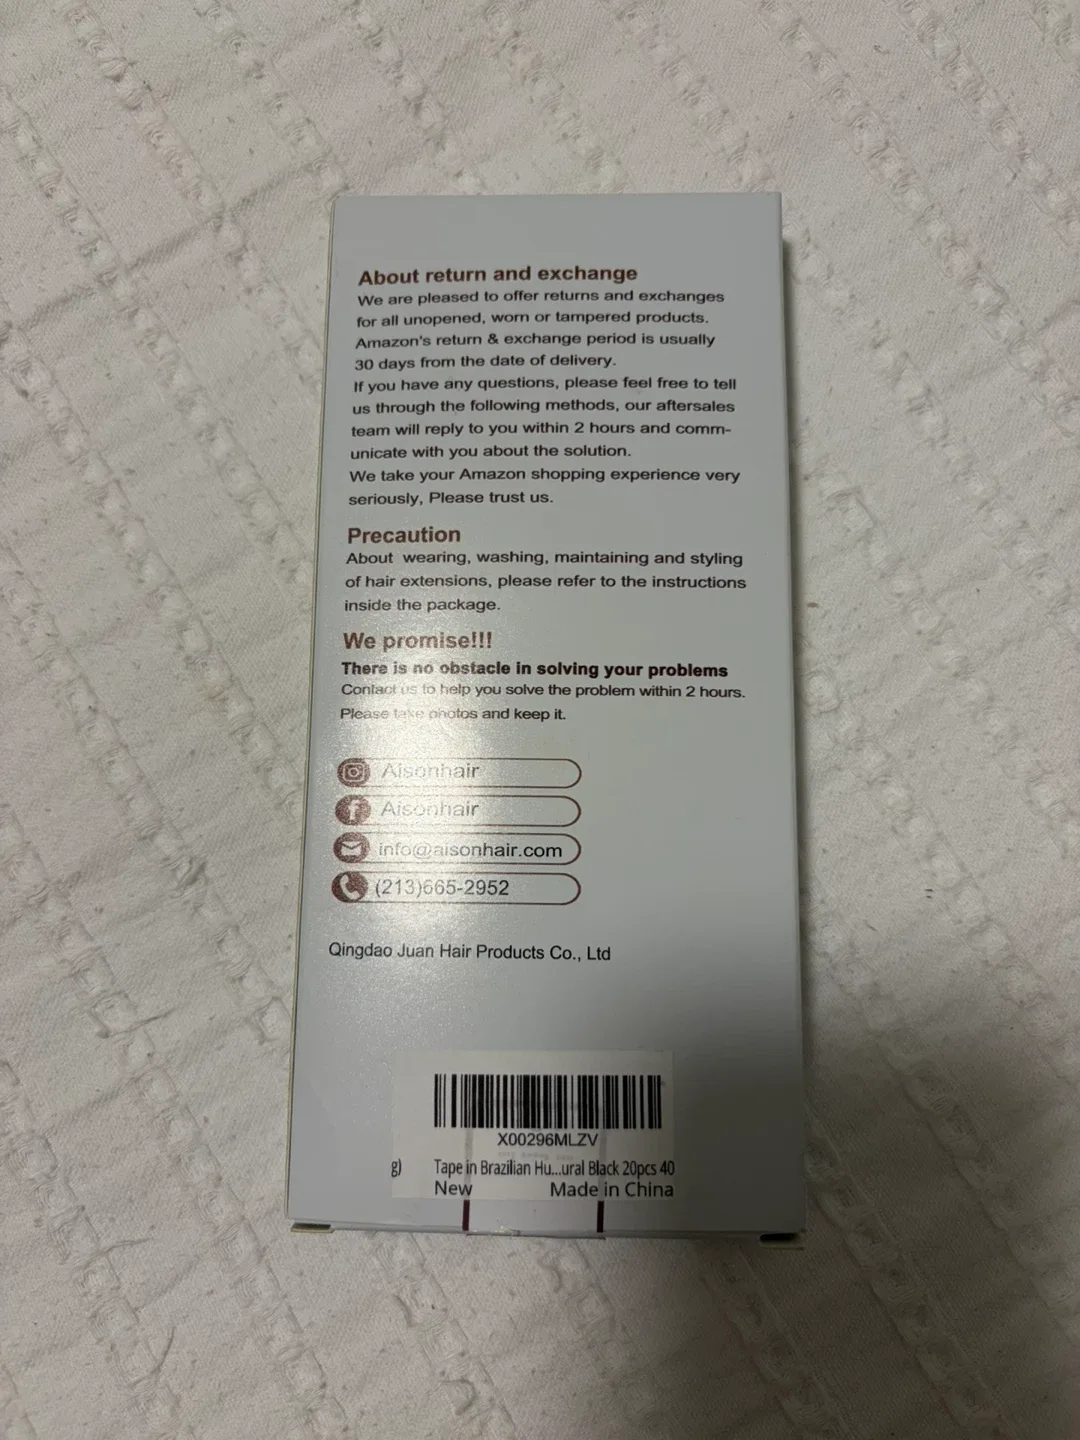 About return and exchange
We are pleased to offer returns and exchanges
for all unopened, worn or tampered products.
Amazon's return & exchange period is usually
30 days from the date of delivery.
If you have any questions, please feel free to tell
us through the following methods, our aftersales
team will reply to you within 2 hours and comm-
unicate with you about the solution.
We take your Amazon shopping experience very
seriously, Please trust us.
Precaution
About wearing, washing, maintaining and styling
of hair extensions, please refer to the instructions
inside the package.
We promise!!!
There is no obstacle in solving your problems
Contact us to help you solve the problem within 2 hours.
Please take photos and keep it.
Aisonhair
Aisonhair
info@aisonhair.com
(213)665-2952
Qingdao Juan Hair Products Co., Ltd
X00296MLZV
g) Tape in Brazilian Hu...ural Black 20pcs 40
New Made in China